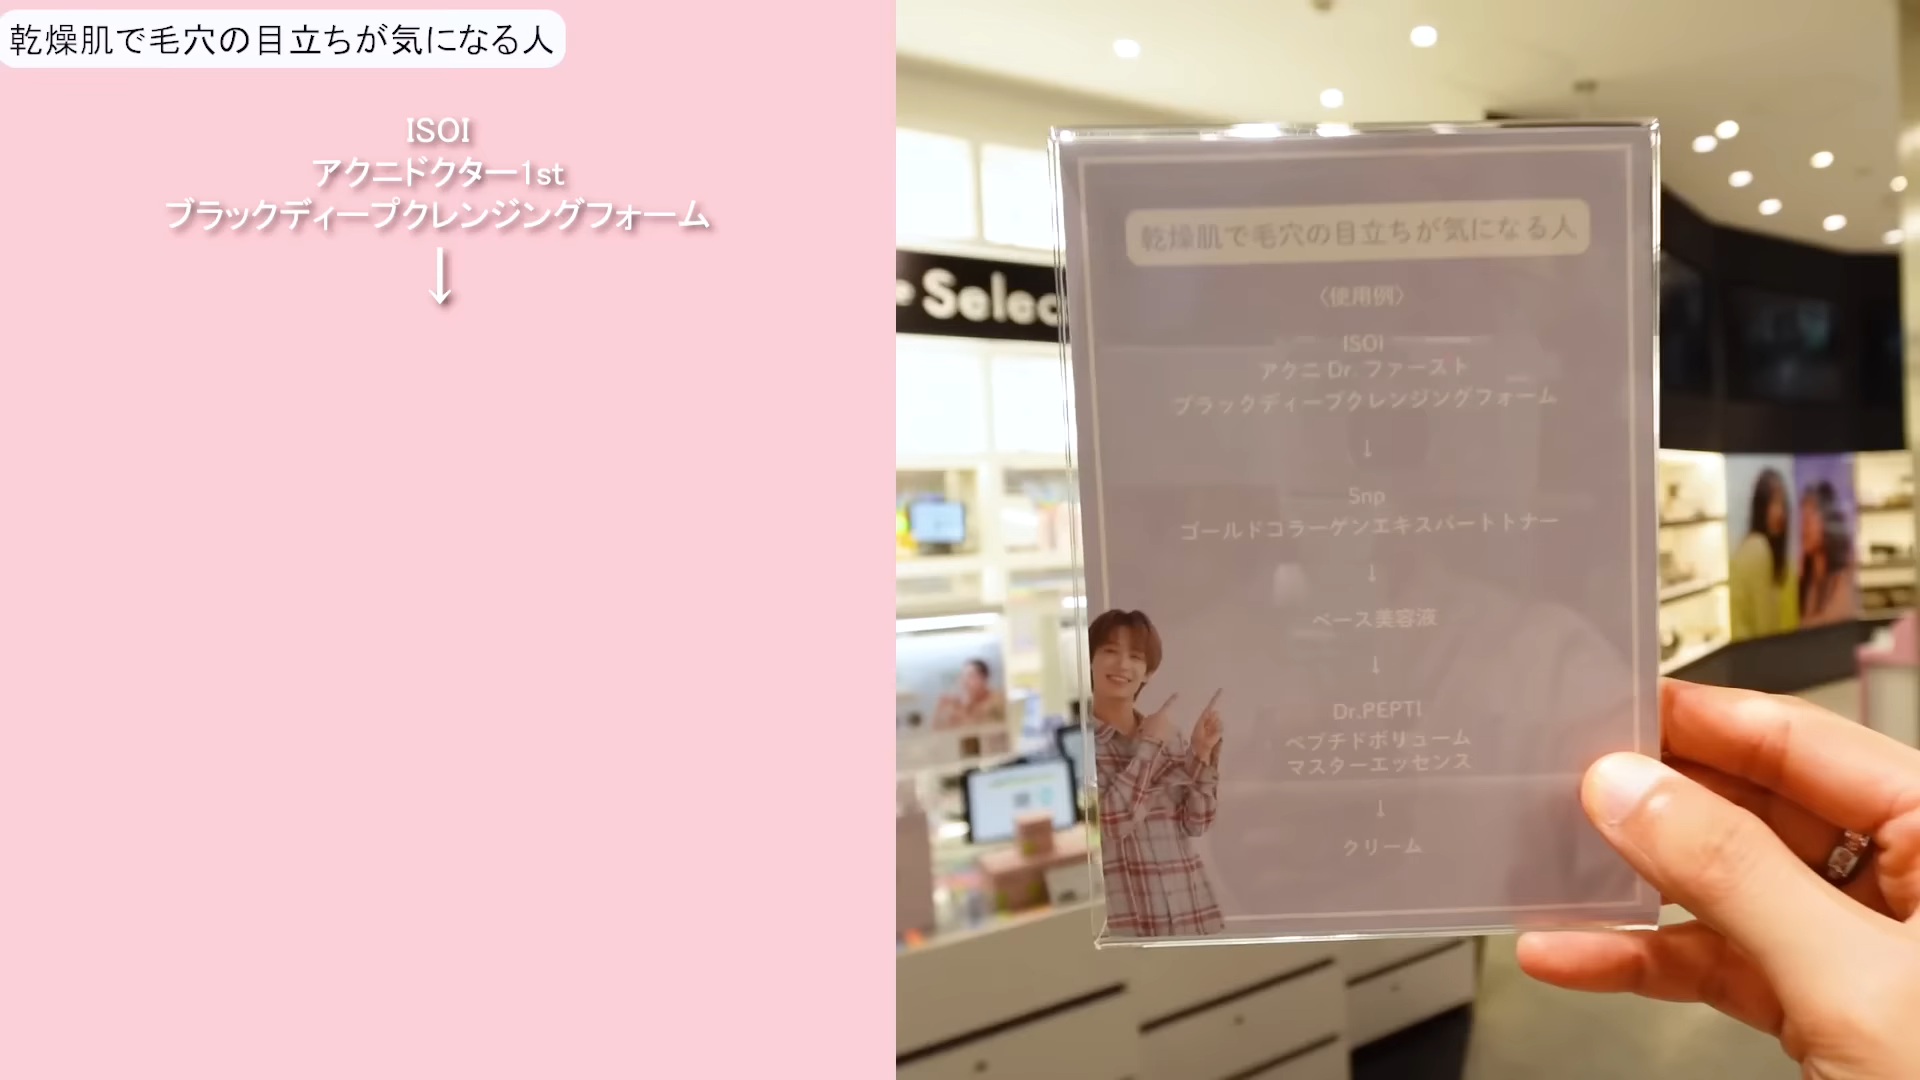 乾燥肌で毛穴の目立ちが気になる人
ISOI
アクニドクター1st
ブラックディープクレンジングフォーム
↓
Selec
乾燥肌で毛穴の目立ちが気になる人
〈使用例〉
ISOI
アクニ Dr. ファースト
ブラックディープクレンジングフォーム
↓
5np
ゴールドコラーゲンエキスパートトナー
↓
ベース美容液
↓
Dr.PEPTI
ペプチドボリューム
マスターエッセンス
↓
クリーム